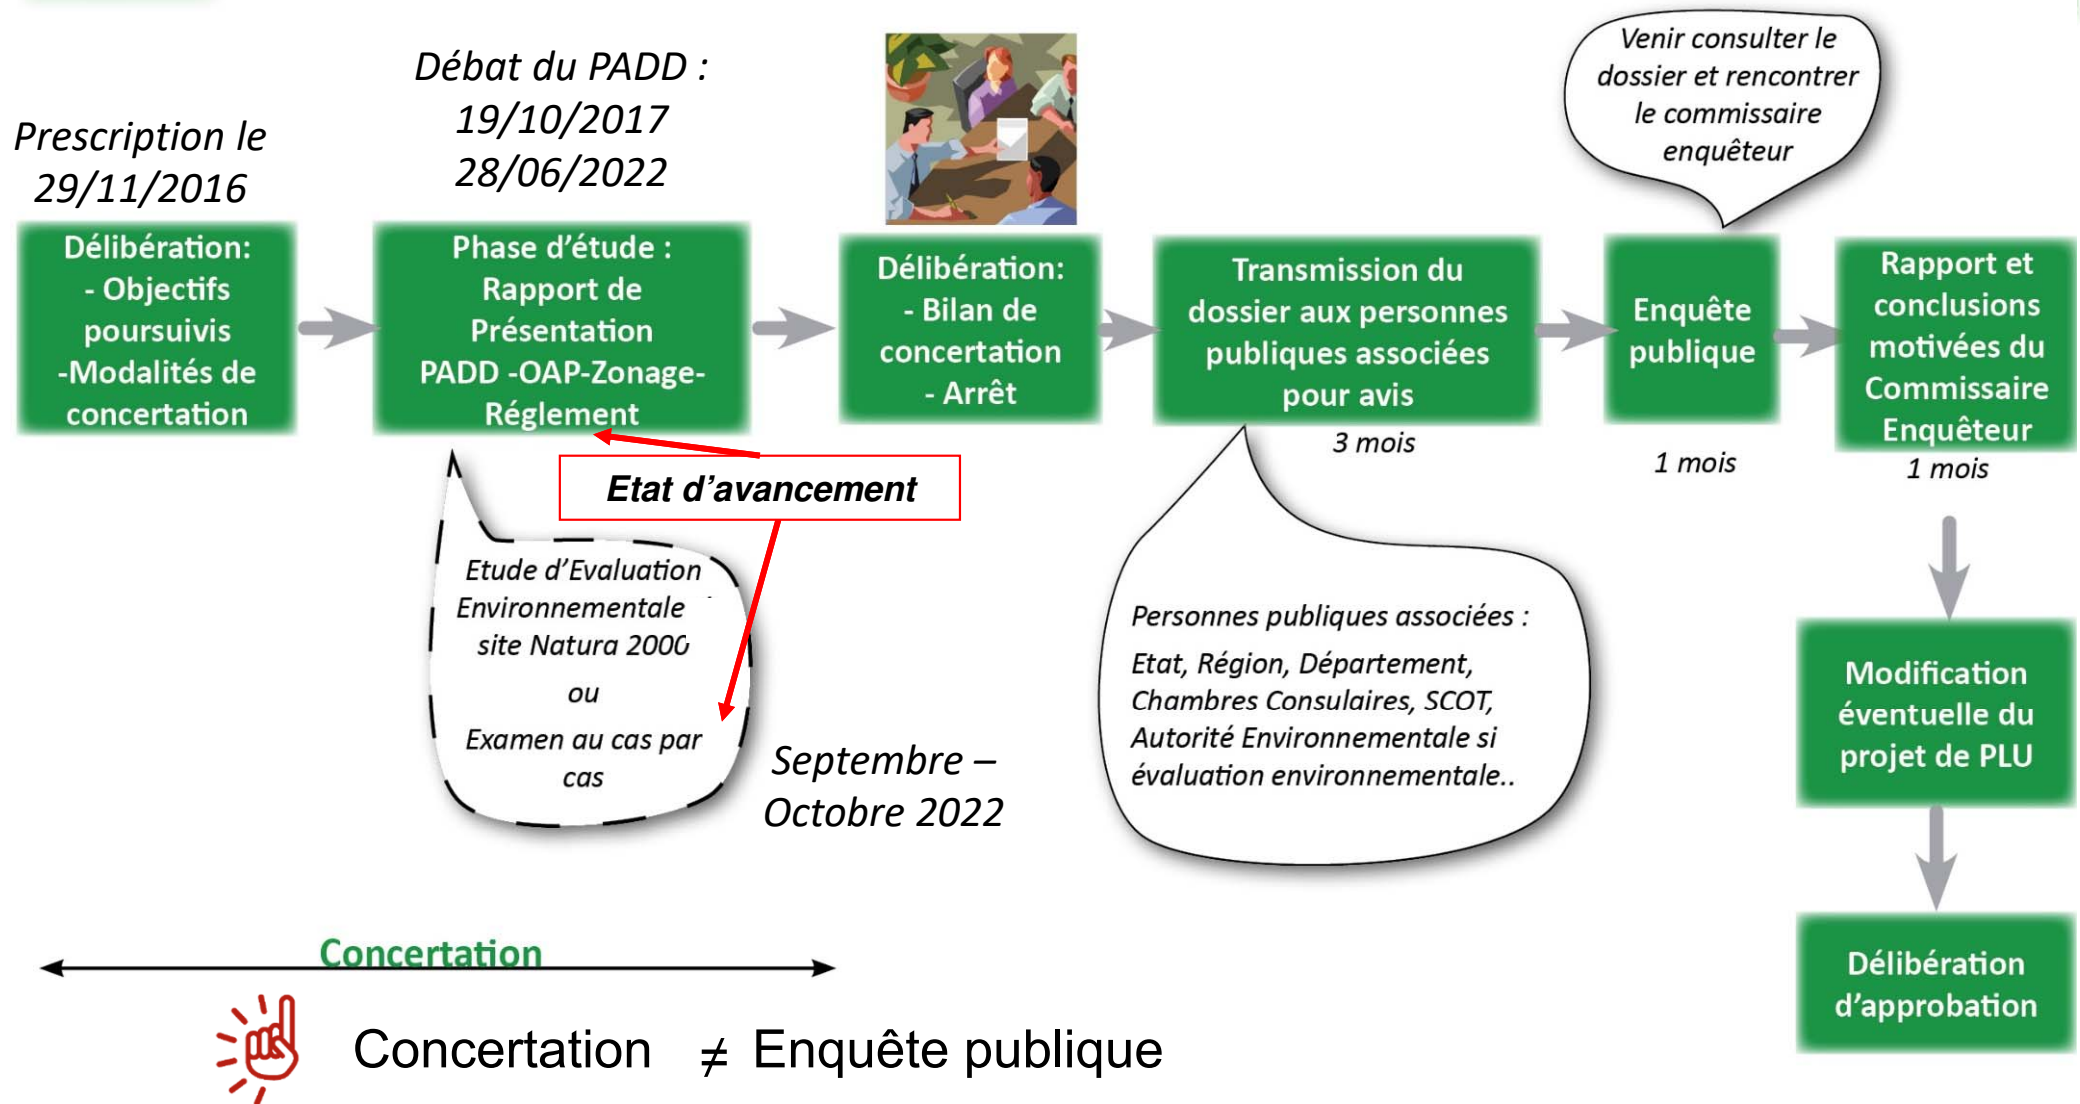 Prescription le
29/11/2016
Débat du PADD :
19/10/2017
28/06/2022
Venir consulter le
dossier et rencontrer
le commissaire
enquêteur
Délibération:
- Objectifs
poursuivis
-Modalités de
concertation
Phase d'étude :
Rapport de
Présentation
PADD -OAP-Zonage-
Réglement
Délibération:
- Bilan de
concertation
- Arrêt
Transmission du
dossier aux personnes
publiques associées
pour avis
3 mois
Enquête
publique
1 mois
Rapport et
conclusions
motivées du
Commissaire
Enquêteur
1 mois
Etat d'avancement
Etude d'Evaluation
Environnementale
site Natura 2000
ou
Examen au cas par
cas
Septembre –
Octobre 2022
Personnes publiques associées :
Etat, Région, Département,
Chambres Consulaires, SCOT,
Autorité Environnementale si
évaluation environnementale..
Modification
éventuelle du
projet de PLU
Délibération
d'approbation
Concertation
Concertation ≠ Enquête publique